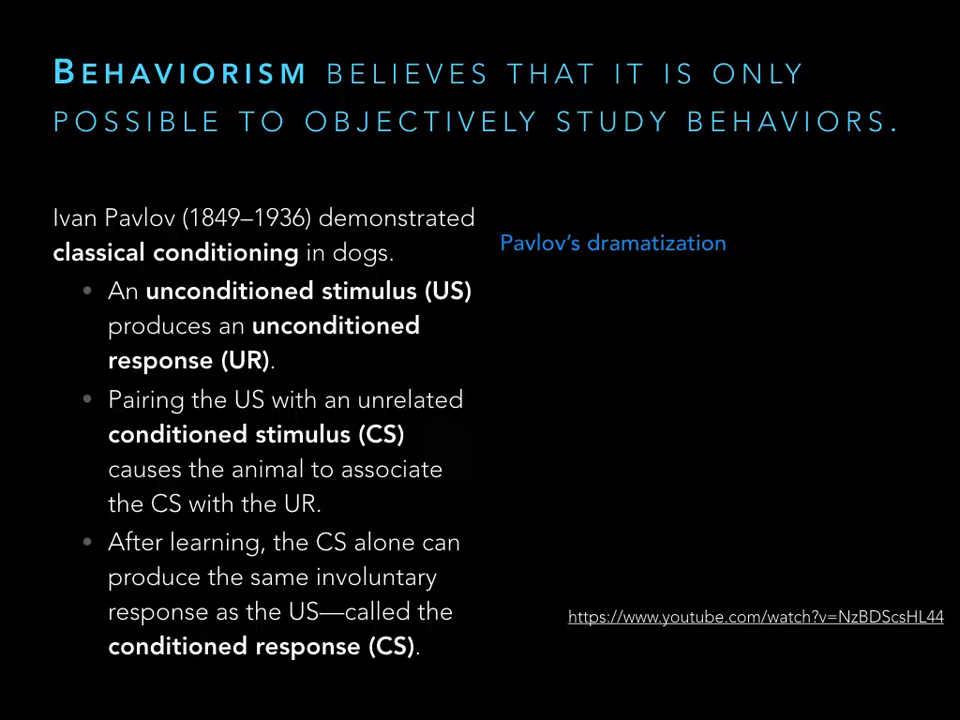 BEHAVIORISM BELIEVES THAT IT IS ONLY
POSSIBLE TO OBJECTIVELY STUDY BEHAVIORS.
Ivan Pavlov (1849–1936) demonstrated
classical conditioning in dogs.
• An unconditioned stimulus (US)
produces an unconditioned
response (UR).
• Pairing the US with an unrelated
conditioned stimulus (CS)
causes the animal to associate
the CS with the UR.
• After learning, the CS alone can
produce the same involuntary
response as the US—called the
conditioned response (CS).
Pavlov’s dramatization
https://www.youtube.com/watch?v=NzBDScsHL44